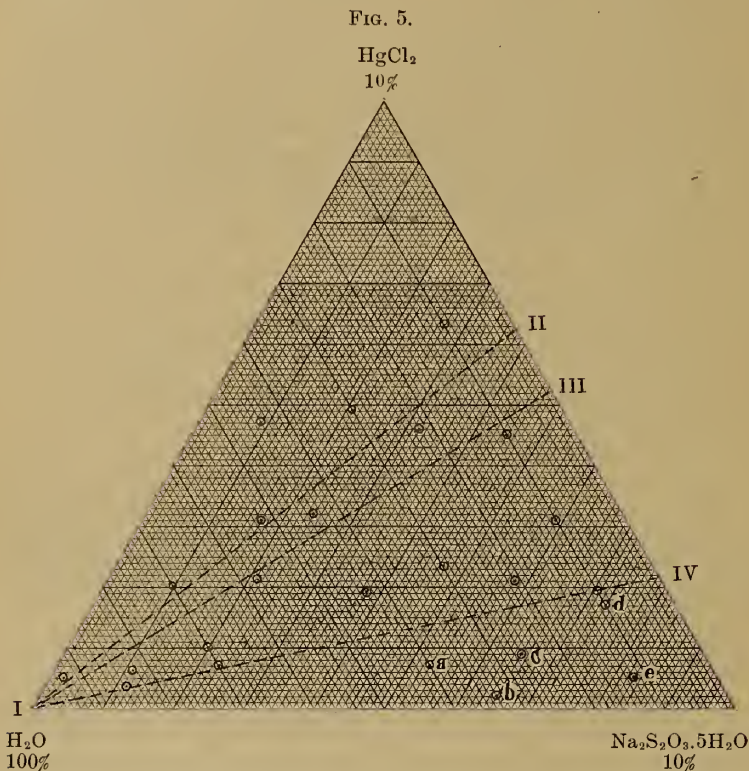 FIG. 5.
HgCl₂
10%
II
III
IV
d
a
c
b
e
I
H₂O
100%
Na₂S₂O₃.5H₂O
10%